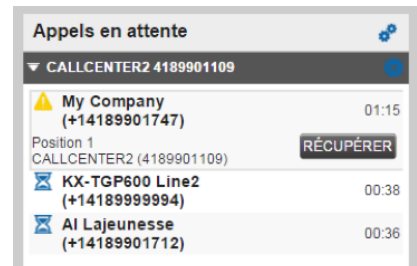 Appels en attente
CALLCENTER2 4189901109
My Company
(+14189901747)
01:15
Position 1
CALLCENTER2 (4189901109)
RÉCUPÉRER
KX-TGP600 Line2
(+14189999994)
00:38
Al Lajeunesse
(+14189901712)
00:36